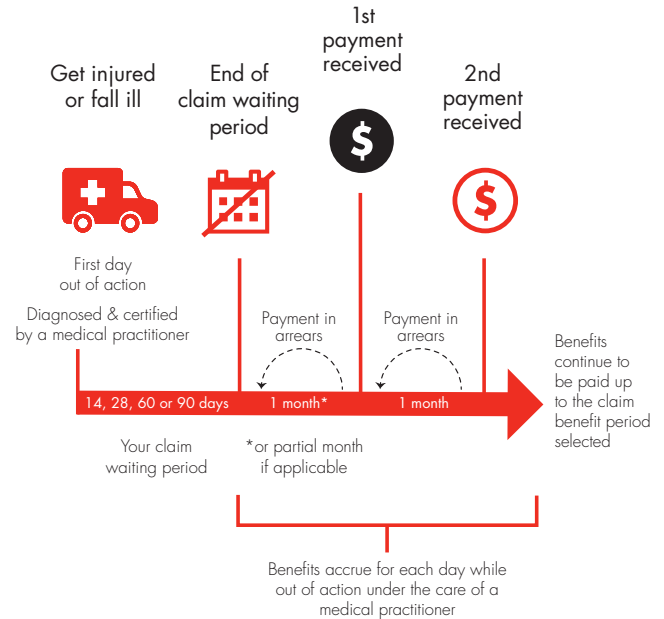 Get injured
or fall ill
End of
claim waiting
period
1st
payment
received
$
2nd
payment
received
$
First day
out of action
Diagnosed & certified
by a medical practitioner
Payment in
arrears
Payment in
arrears
14, 28, 60 or 90 days
1 month*
1 month
Benefits
continue to
be paid up
to the claim
benefit period
selected
Your claim
waiting period
*or partial month
if applicable
Benefits accrue for each day while
out of action under the care of a
medical practitioner